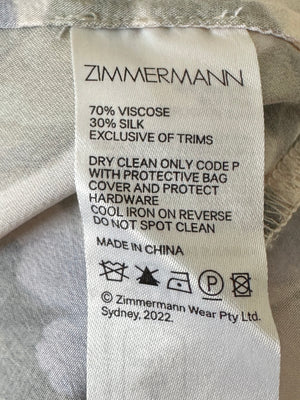 ZIMMERMANN
70% VISCOSE
30% SILK
EXCLUSIVE OF TRIMS
DRY CLEAN ONLY CODE P
WITH PROTECTIVE BAG
COVER AND PROTECT
HARDWARE
COOL IRON ON REVERSE
DO NOT SPOT CLEAN
MADE IN CHINA
P
© Zimmermann Wear Pty Ltd.
Sydney, 2022.